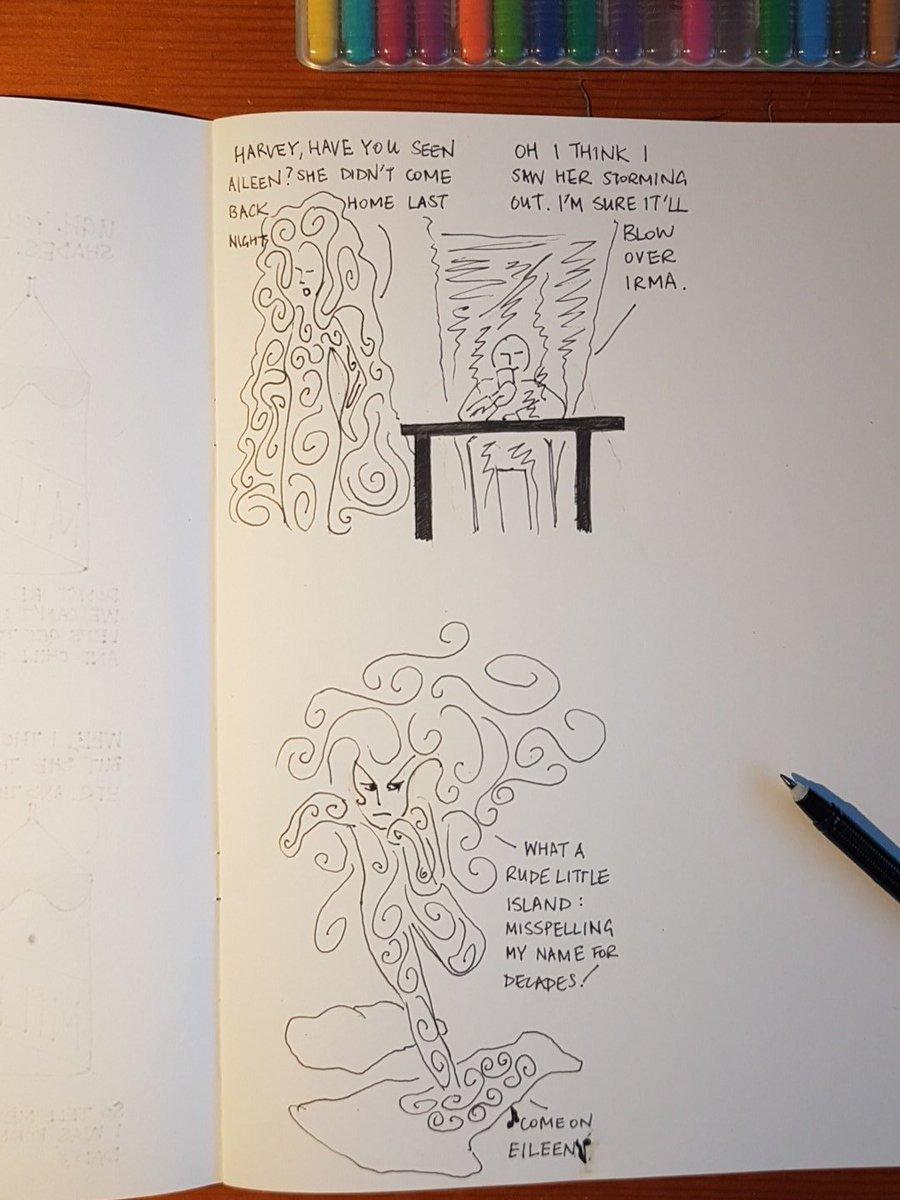 HARVEY, HAVE YOU SEEN
AILEEN? SHE DIDN'T COME
BACK HOME LAST
NIGHT
OH I THINK I
SAW HER STORMING
OUT. I'M SURE IT'LL
BLOW
OVER
IRMA.
WHAT A
RUDE LITTLE
ISLAND:
MISSPELLING
MY NAME FOR
DECADES!
♪COME ON
EILEEN♪